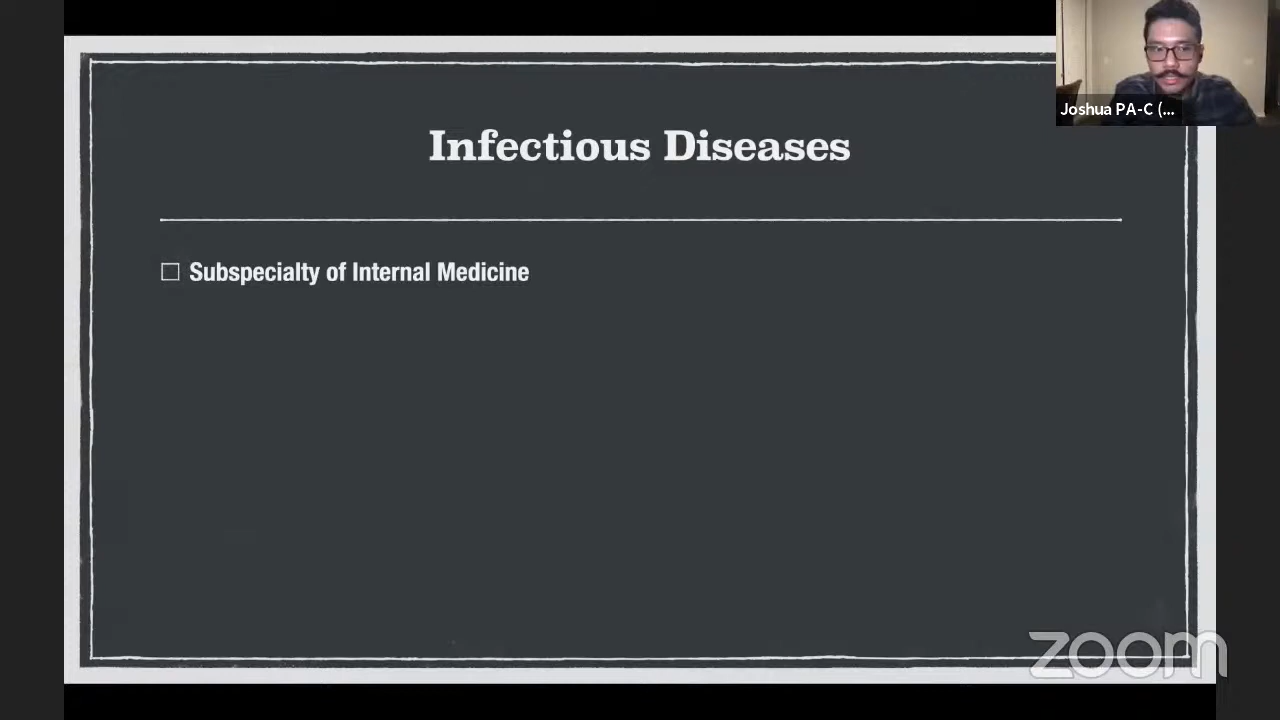 Joshua PA-C (...
Infectious Diseases
Subspecialty of Internal Medicine
zoom